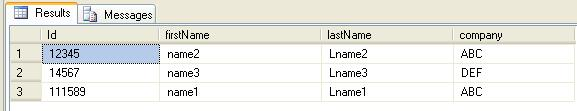 Results Messages
Id firstName lastName company
1 12345 name2 Lname2 ABC
2 14567 name3 Lname3 DEF
3 111589 name1 Lname1 ABC